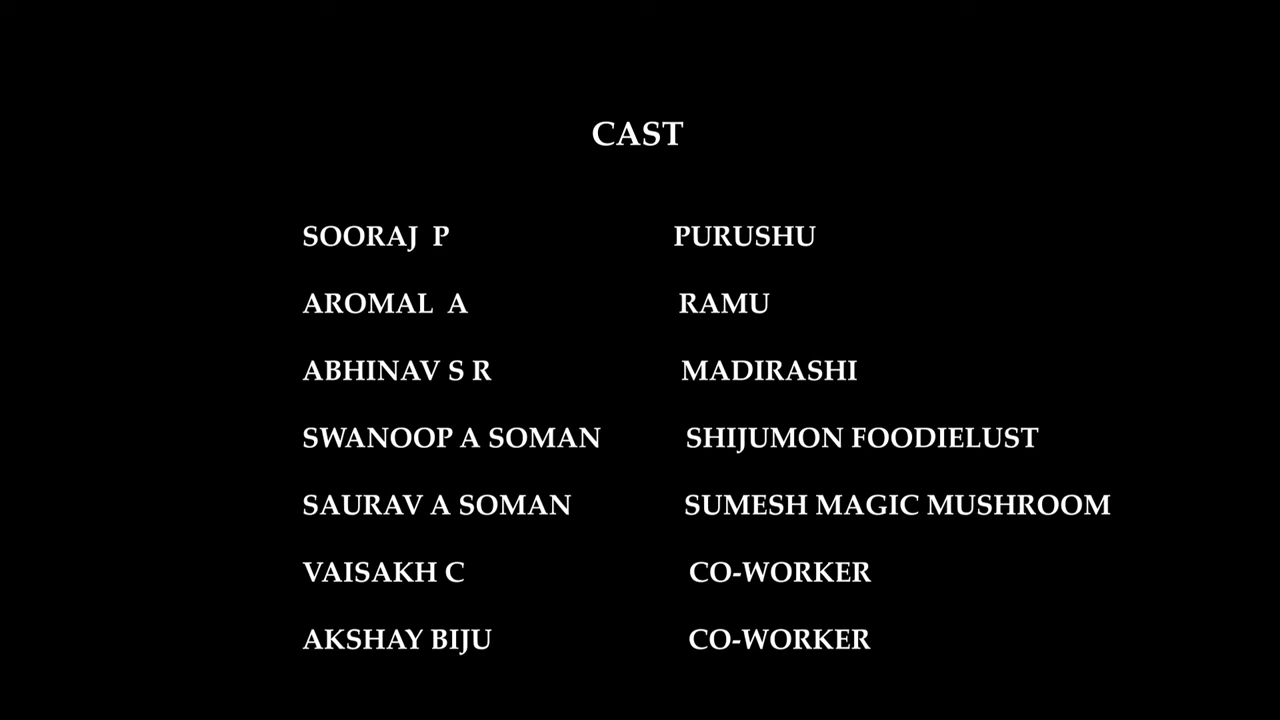 CAST
SOORAJ  P PURUSHU
AROMAL  A RAMU
ABHINAV S R MADIRASHI
SWANOOP A SOMAN SHIJUMON FOODIELUST
SAURAV A SOMAN SUMESH MAGIC MUSHROOM
VAISAKH C CO-WORKER
AKSHAY BIJU CO-WORKER